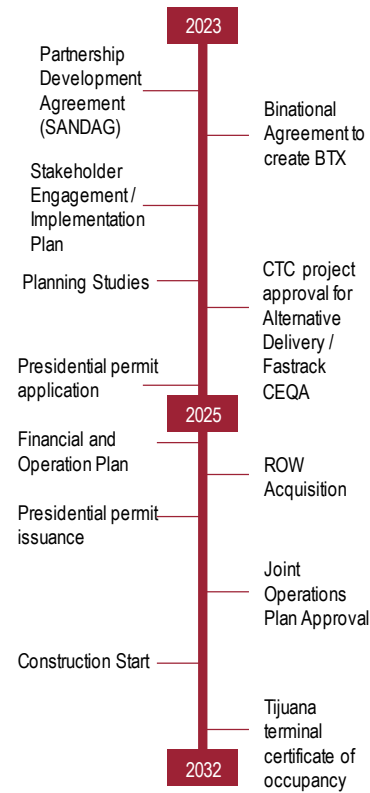 2023
Partnership
Development
Agreement
(SANDAG)
Binational
Agreement to
create BTX
Stakeholder
Engagement /
Implementation
Plan
Planning Studies
CTC project
approval for
Alternative
Delivery /
Fastrack
CEQA
Presidential permit
application
2025
Financial and
Operation Plan
ROW
Acquisition
Presidential permit
issuance
Joint
Operations
Plan Approval
Construction Start
Tijuana
terminal
certificate of
occupancy
2032